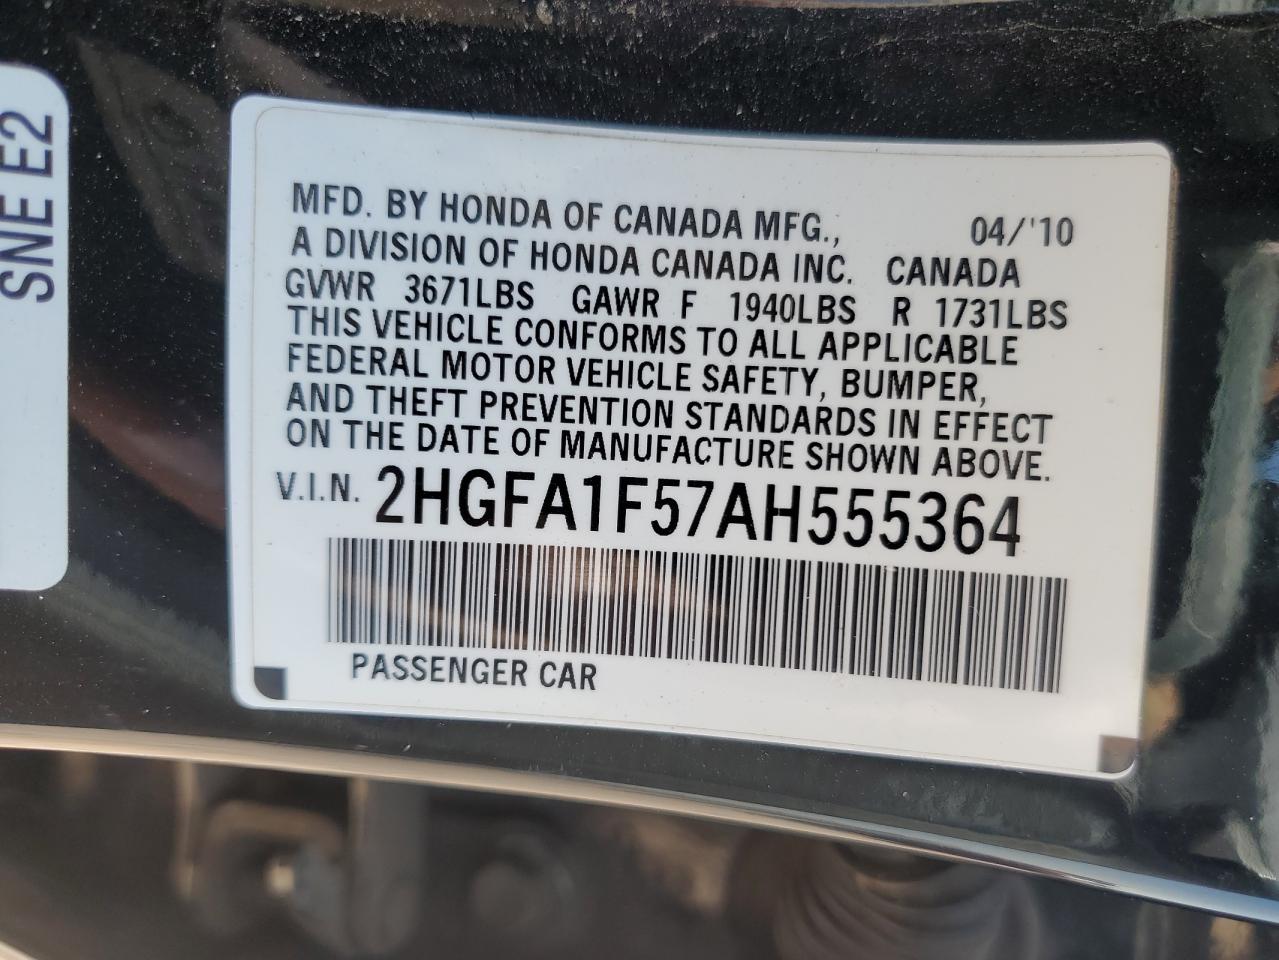 SNE E2
MFD. BY HONDA OF CANADA MFG., 04/'10
A DIVISION OF HONDA CANADA INC. CANADA
GVWR 3671LBS GAWR F 1940LBS R 1731LBS
THIS VEHICLE CONFORMS TO ALL APPLICABLE
FEDERAL MOTOR VEHICLE SAFETY, BUMPER,
AND THEFT PREVENTION STANDARDS IN EFFECT
ON THE DATE OF MANUFACTURE SHOWN ABOVE.
V.I.N. 2HGFA1F57AH555364
PASSENGER CAR